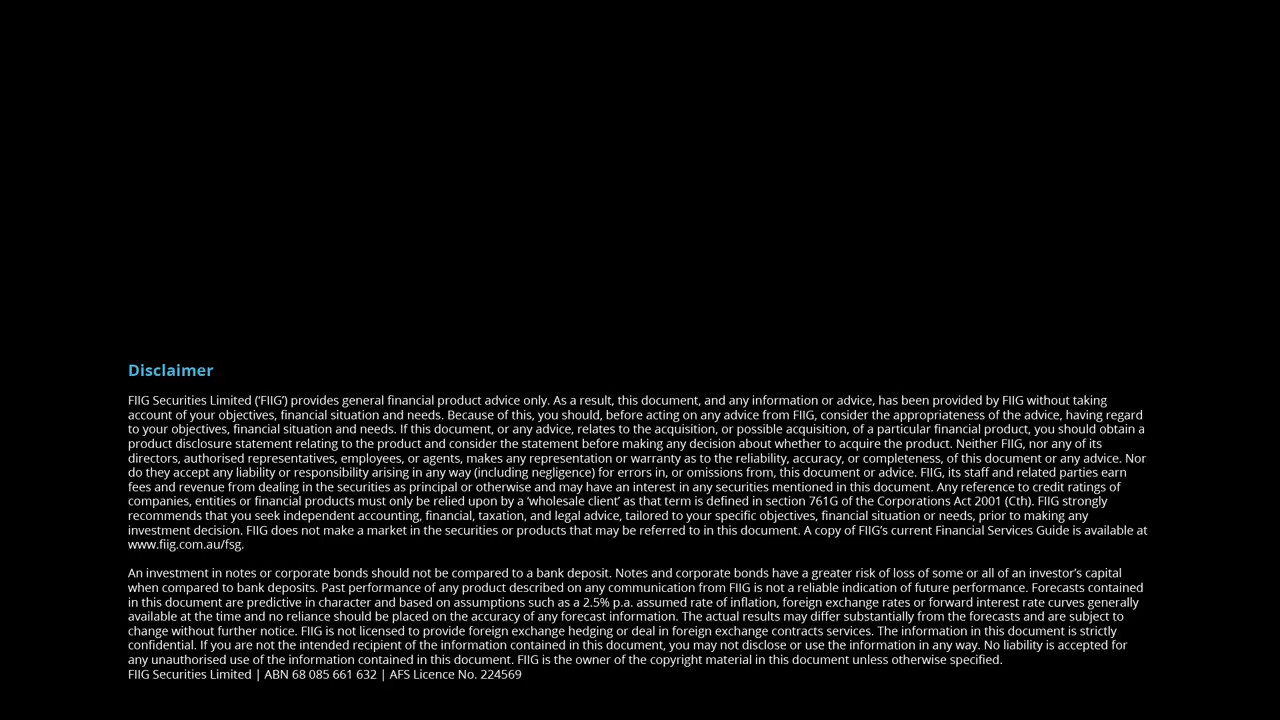 Disclaimer
FIIG Securities Limited (‘FIIG’) provides general financial product advice only. As a result, this document, and any information or advice, has been provided by FIIG without taking
account of your objectives, financial situation and needs. Because of this, you should, before acting on any advice from FIIG, consider the appropriateness of the advice, having regard
to your objectives, financial situation and needs. If this document, or any advice, relates to the acquisition, or possible acquisition, of a particular financial product, you should obtain a
product disclosure statement relating to the product and consider the statement before making any decision about whether to acquire the product. Neither FIIG, nor any of its
directors, authorised representatives, employees, or agents, makes any representation or warranty as to the reliability, accuracy, or completeness, of this document or any advice. Nor
do they accept any liability or responsibility arising in any way (including negligence) for errors in, or omissions from, this document or advice. FIIG, its staff and related parties earn
fees and revenue from dealing in the securities as principal or otherwise and may have an interest in any securities mentioned in this document. Any reference to credit ratings of
companies, entities or financial products must only be relied upon by a ‘wholesale client’ as that term is defined in section 761G of the Corporations Act 2001 (Cth). FIIG strongly
recommends that you seek independent accounting, financial, taxation, and legal advice, tailored to your specific objectives, financial situation or needs, prior to making any
investment decision. FIIG does not make a market in the securities or products that may be referred to in this document. A copy of FIIG’s current Financial Services Guide is available at
www.fiig.com.au/fsg.
An investment in notes or corporate bonds should not be compared to a bank deposit. Notes and corporate bonds have a greater risk of loss of some or all of an investor’s capital
when compared to bank deposits. Past performance of any product described on any communication from FIIG is not a reliable indication of future performance. Forecasts contained
in this document are predictive in character and based on assumptions such as a 2.5% p.a. assumed rate of inflation, foreign exchange rates or forward interest rate curves generally
available at the time and no reliance should be placed on the accuracy of any forecast information. The actual results may differ substantially from the forecasts and are subject to
change without further notice. FIIG is not licensed to provide foreign exchange hedging or deal in foreign exchange contracts services. The information in this document is strictly
confidential. If you are not the intended recipient of the information contained in this document, you may not disclose or use the information in any way. No liability is accepted for
any unauthorised use of the information contained in this document. FIIG is the owner of the copyright material in this document unless otherwise specified.
FIIG Securities Limited | ABN 68 085 661 632 | AFS Licence No. 224569